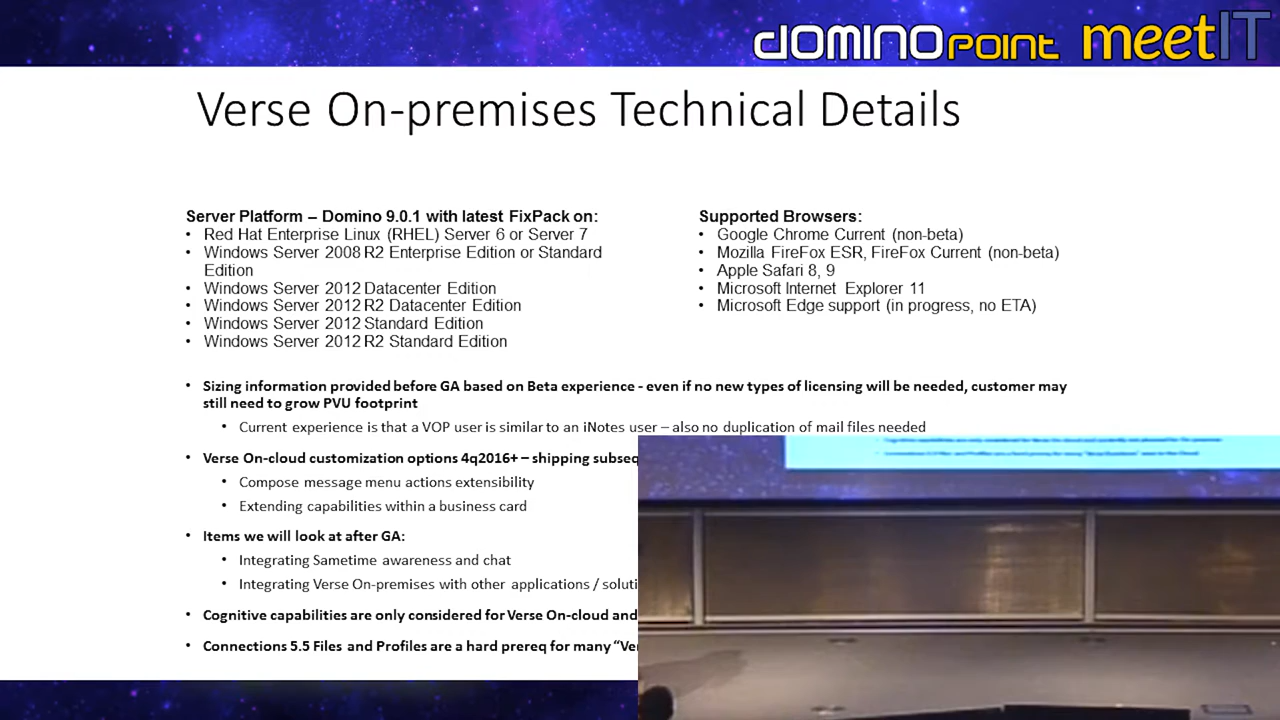 domino point meetIT
Verse On-premises Technical Details
Server Platform – Domino 9.0.1 with latest FixPack on:
• Red Hat Enterprise Linux (RHEL) Server 6 or Server 7
• Windows Server 2008 R2 Enterprise Edition or Standard
Edition
• Windows Server 2012 Datacenter Edition
• Windows Server 2012 R2 Datacenter Edition
• Windows Server 2012 Standard Edition
• Windows Server 2012 R2 Standard Edition
Supported Browsers:
• Google Chrome Current (non-beta)
• Mozilla FireFox ESR, FireFox Current (non-beta)
• Apple Safari 8, 9
• Microsoft Internet Explorer 11
• Microsoft Edge support (in progress, no ETA)
• Sizing information provided before GA based on Beta experience - even if no new types of licensing will be needed, customer may
still need to grow PVU footprint
• Current experience is that a VOP user is similar to an iNotes user – also no duplication of mail files needed
• Verse On-cloud customization options 4q2016+ – shipping
• Compose message menu actions extensibility
• Extending capabilities within a business card
• Items we will look at after GA:
• Integrating Sametime awareness and chat
• Integrating Verse On-premises with other applications /
• Cognitive capabilities are only considered for Verse On-cloud and
• Connections 5.5 Files and Profiles are a hard prereq for many